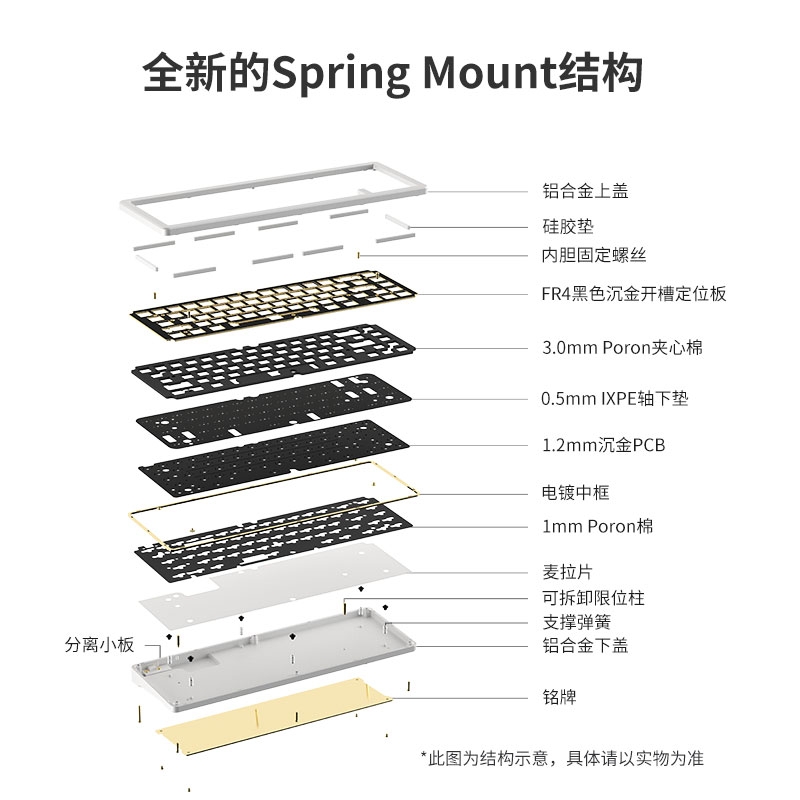 全新的Spring Mount结构
铝合金上盖
硅胶垫
内胆固定螺丝
FR4黑色沉金开槽定位板
3.0mm Poron夹心棉
0.5mm IXPE轴下垫
1.2mm沉金PCB
电镀中框
1mm Poron棉
麦拉片
可拆卸限位柱
支撑弹簧
分离小板
铝合金下盖
铭牌
*此图为结构示意，具体请以实物为准